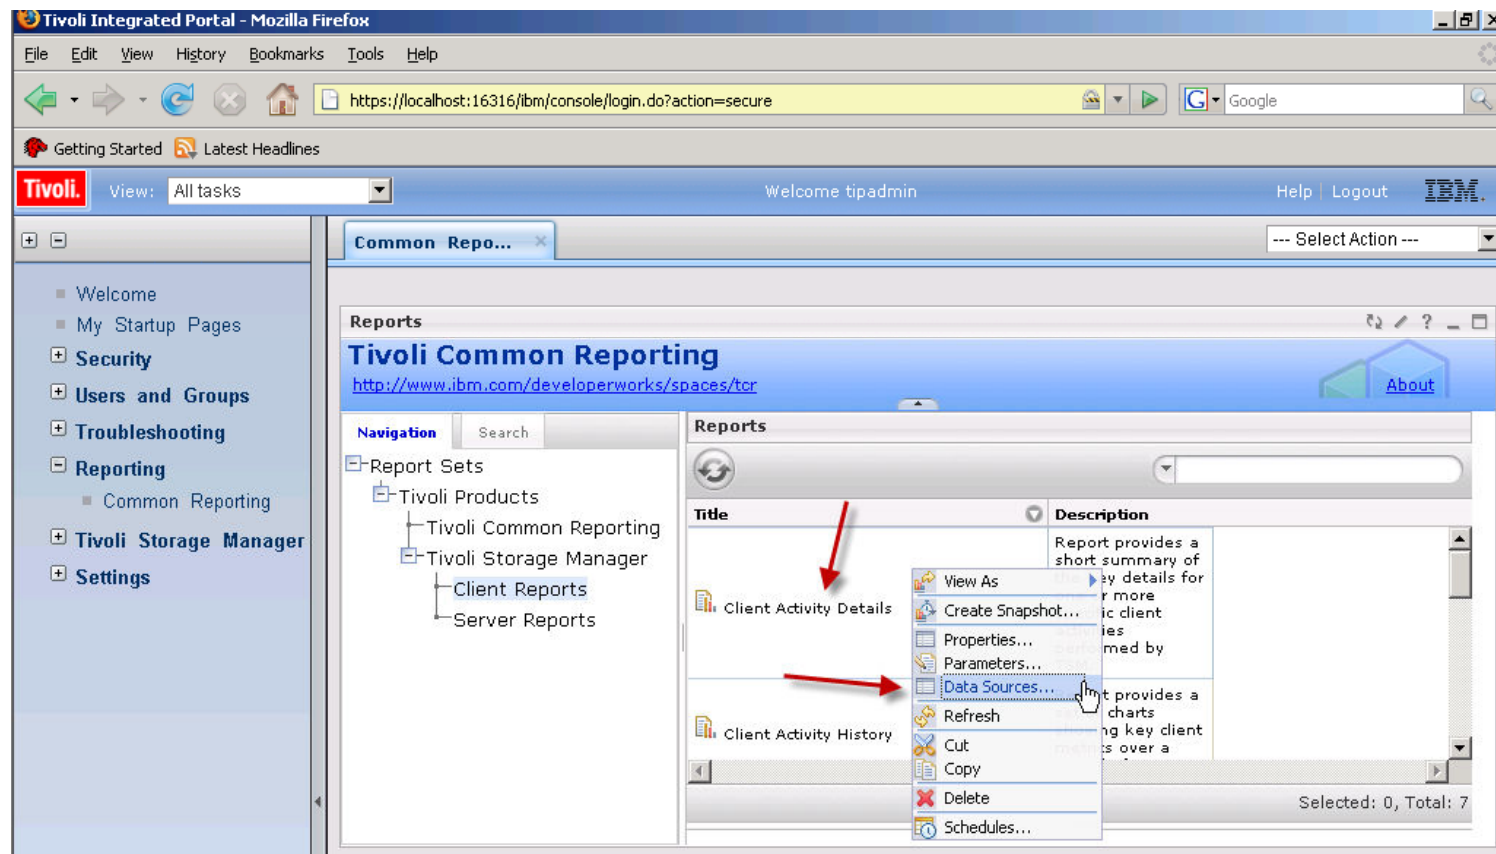 Tivoli Integrated Portal - Mozilla Firefox
File Edit View History Bookmarks Tools Help
https://localhost:16316/ibm/console/login.do?action=secure
G Google
Getting Started Latest Headlines
Tivoli. View: All tasks Welcome tipadmin Help | Logout IBM.
Common Repo... --- Select Action ---
Welcome
My Startup Pages
Security
Users and Groups
Troubleshooting
Reporting
Common Reporting
Tivoli Storage Manager
Settings
Reports
Tivoli Common Reporting
http://www.ibm.com/developerworks/spaces/tcr
About
Navigation Search
Report Sets
Tivoli Products
Tivoli Common Reporting
Tivoli Storage Manager
Client Reports
Server Reports
Reports
Title Description
Client Activity Details
Report provides a
short summary of
ey details for
r more
ic client
ies
med by
Client Activity History
t provides a
charts
ng key client
s over a
View As
Create Snapshot...
Properties...
Parameters...
Data Sources...
Refresh
Cut
Copy
Delete
Schedules...
Selected: 0, Total: 7